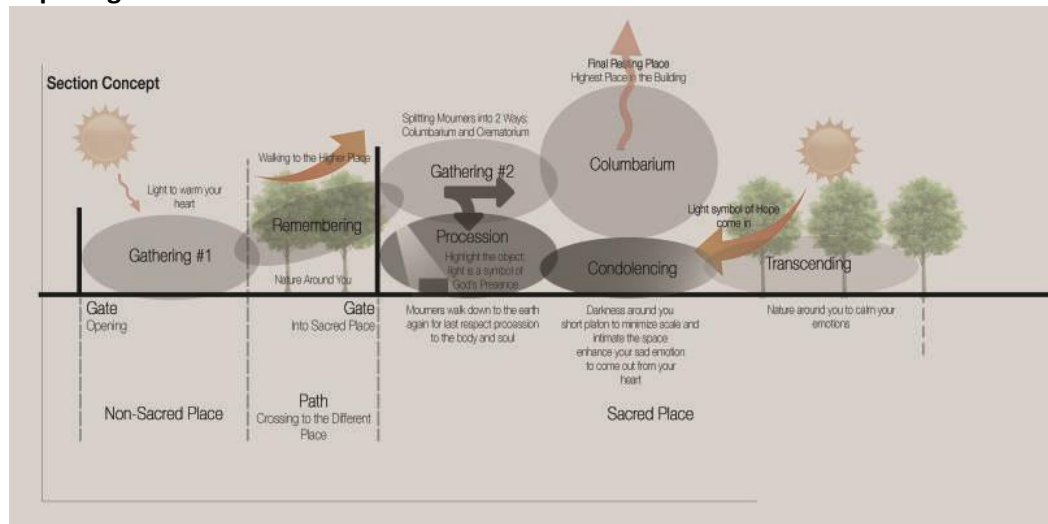 Section Concept
Light to warm your
heart
Gathering #1
Walking to the Higher Place
Remembering
Nature Around You
Splitting Mourners into 2 Ways;
Columbarium and Crematorium
Gathering #2
Procession
Highlight the object;
light is a symbol of
God's Presence
Final Resting Place
Highest Place in the Building
Columbarium
Condolencing
Light symbol of Hope
come in
Transcending
Gate
Opening
Gate
Into Sacred Place
Mourners walk down to the earth
again for last respect procession
to the body and soul
Darkness around you
short plafon to minimize scale and
intimate the space
enhance your sad emotion
to come out from your
heart
Nature around you to calm your
emotions
Non-Sacred Place
Path
Crossing to the Different
Place
Sacred Place